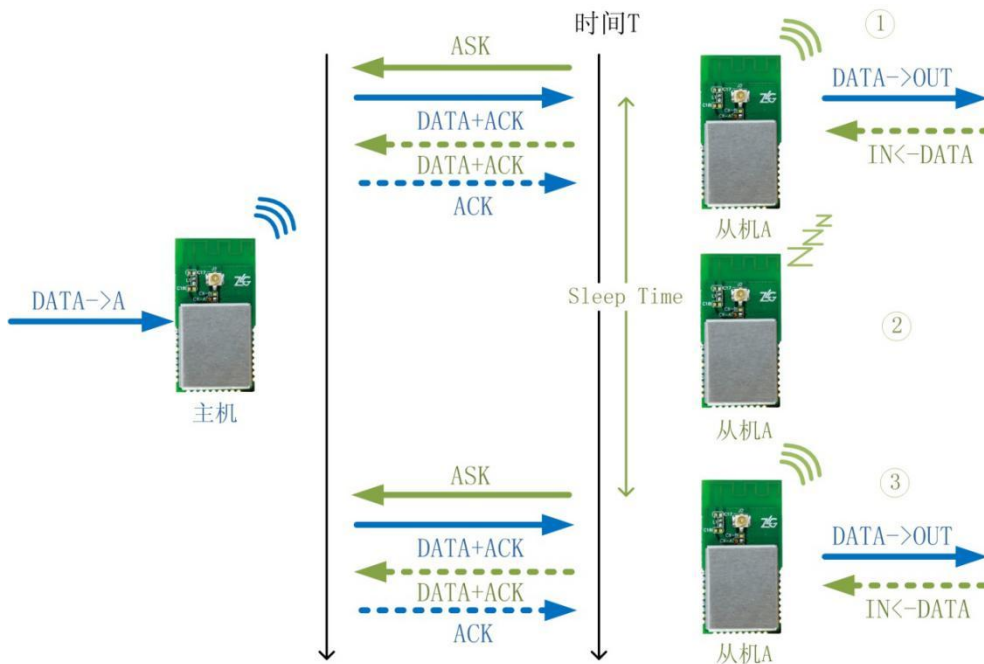 时间T
①
ASK
DATA->OUT
DATA+ACK
IN<-DATA
DATA+ACK
ACK
从机A
DATA->A
Sleep Time
②
主机
从机A
③
ASK
DATA->OUT
DATA+ACK
IN<-DATA
DATA+ACK
ACK
从机A